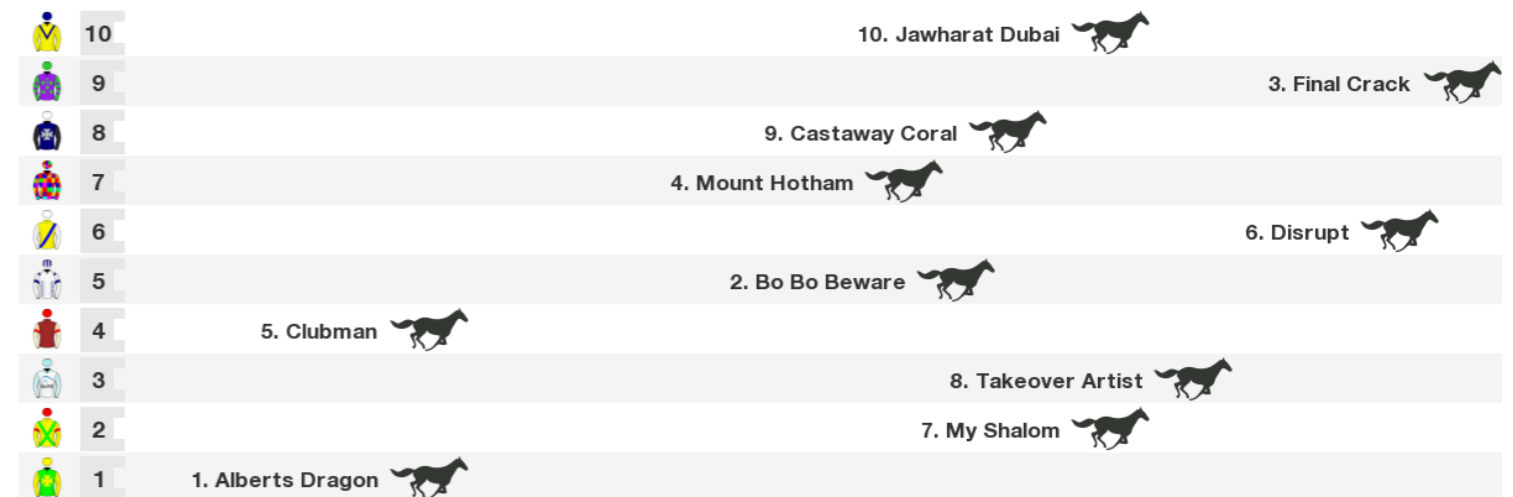 10 10. Jawharat Dubai
9 3. Final Crack
8 9. Castaway Coral
7 4. Mount Hotham
6 6. Disrupt
5 2. Bo Bo Beware
4 5. Clubman
3 8. Takeover Artist
2 7. My Shalom
1 1. Alberts Dragon